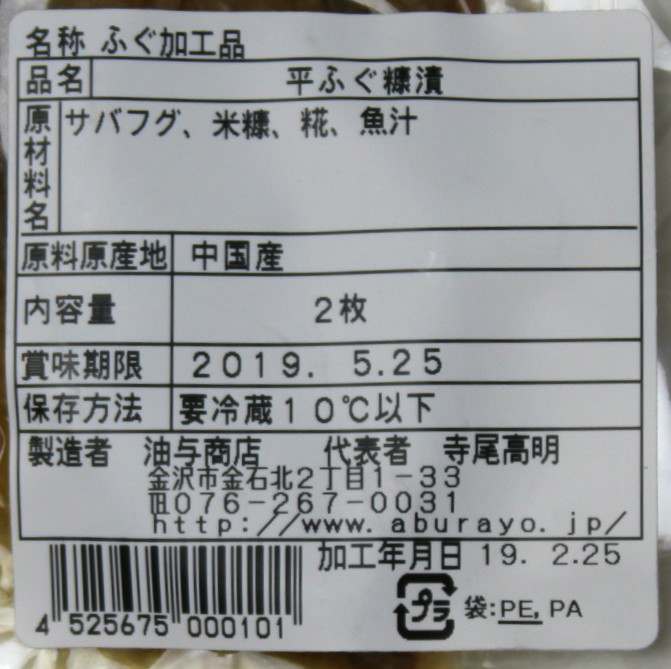 名称 ふぐ加工品
品名 平ふぐ糠漬
原材料名 サバフグ、米糠、糀、魚汁
原料原産地 中国産
内容量 2枚
賞味期限 2019. 5.25
保存方法 要冷蔵10℃以下
製造者 油与商店 代表者 寺尾高明
金沢市金石北2丁目1-33
℡076-267-0031
http://www.aburayo.jp/
加工年月日 19. 2.25
4 525675 000101
プラ 袋:PE, PA